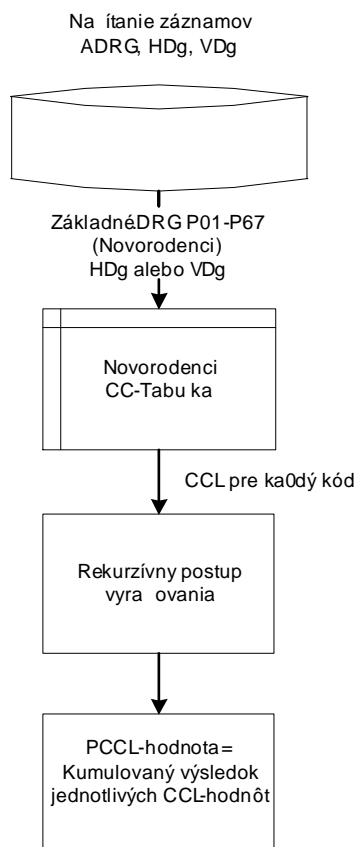 Na ítanie záznamov
ADRG, HDg, VDg
Základné DRG P01-P67
(Novorodenci)
HDg alebo VDg
Novorodenci
CC-Tabu ka
CCL pre ka0dý kód
Rekurzívny postup
vyra ovania
PCCL-hodnota=
Kumulovaný výsledok
jednotlivých CCL-hodnôt